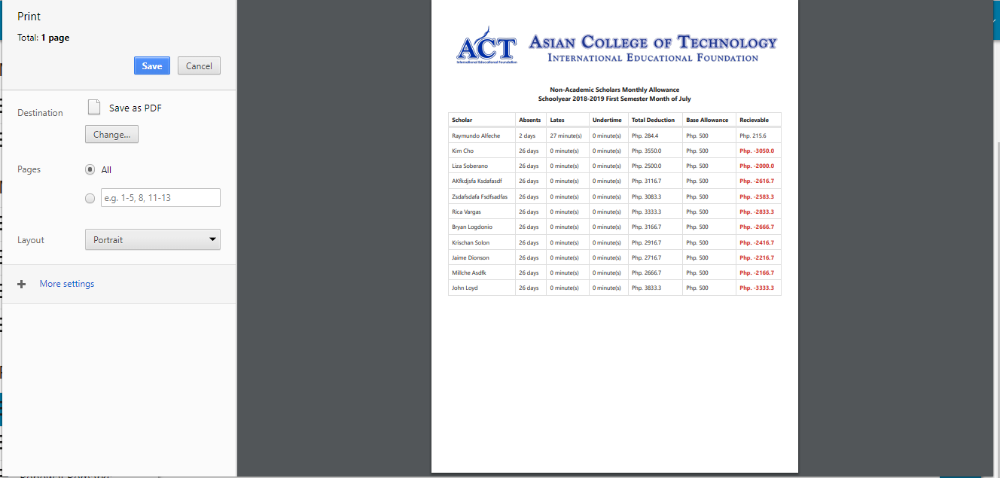 Print
Total: 1 page
Save Cancel
Destination Save as PDF
Change...
Pages All
e.g. 1-5, 8, 11-13
Layout Portrait
More settings
ACT
International Educational Foundation
ASIAN COLLEGE OF TECHNOLOGY
INTERNATIONAL EDUCATIONAL FOUNDATION
Non-Academic Scholars Monthly Allowance
Schoolyear 2018-2019 First Semester Month of July
Scholar Absents Lates Undertime Total Deduction Base Allowance Recievable
Raymundo Alfeche 2 days 27 minute(s) 0 minute(s) Php. 284.4 Php. 500 Php. 215.6
Kim Cho 26 days 0 minute(s) 0 minute(s) Php. 3550.0 Php. 500 Php. -3050.0
Liza Soberano 26 days 0 minute(s) 0 minute(s) Php. 2500.0 Php. 500 Php. -2000.0
AKfkdjsfa Ksdafasdf 26 days 0 minute(s) 0 minute(s) Php. 3116.7 Php. 500 Php. -2616.7
Zsdafsdafa Fsdfsadfas 26 days 0 minute(s) 0 minute(s) Php. 3083.3 Php. 500 Php. -2583.3
Rica Vargas 26 days 0 minute(s) 0 minute(s) Php. 3333.3 Php. 500 Php. -2833.3
Bryan Logdonio 26 days 0 minute(s) 0 minute(s) Php. 3166.7 Php. 500 Php. -2666.7
Krischan Solon 26 days 0 minute(s) 0 minute(s) Php. 2916.7 Php. 500 Php. -2416.7
Jaime Dionson 26 days 0 minute(s) 0 minute(s) Php. 2716.7 Php. 500 Php. -2216.7
Millche Asdfk 26 days 0 minute(s) 0 minute(s) Php. 2666.7 Php. 500 Php. -2166.7
John Loyd 26 days 0 minute(s) 0 minute(s) Php. 3833.3 Php. 500 Php. -3333.3